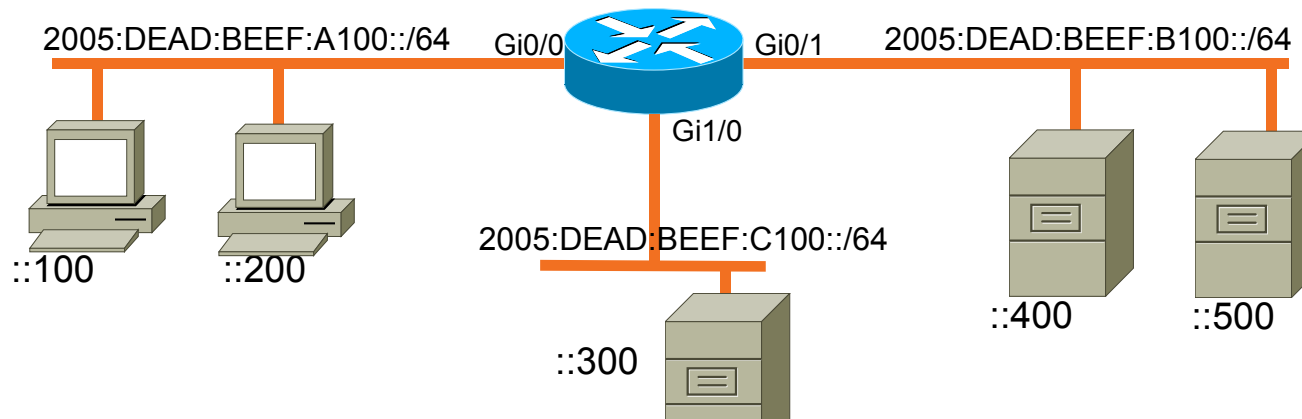 2005:DEAD:BEEF:A100::/64
Gi0/0
Gi0/1
2005:DEAD:BEEF:B100::/64
Gi1/0
2005:DEAD:BEEF:C100::/64
::100
::200
::300
::400
::500